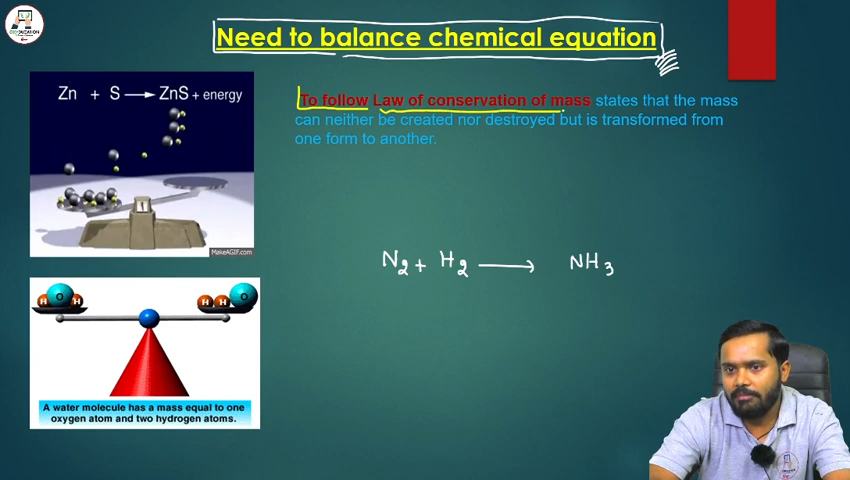 Need to balance chemical equation
Zn + S → ZnS + energy
MakeAGIF.com
To follow Law of conservation of mass states that the mass
can neither be created nor destroyed but is transformed from
one form to another.
N₂ + H₂ → NH₃
H O H H H O
A water molecule has a mass equal to one
oxygen atom and two hydrogen atoms.